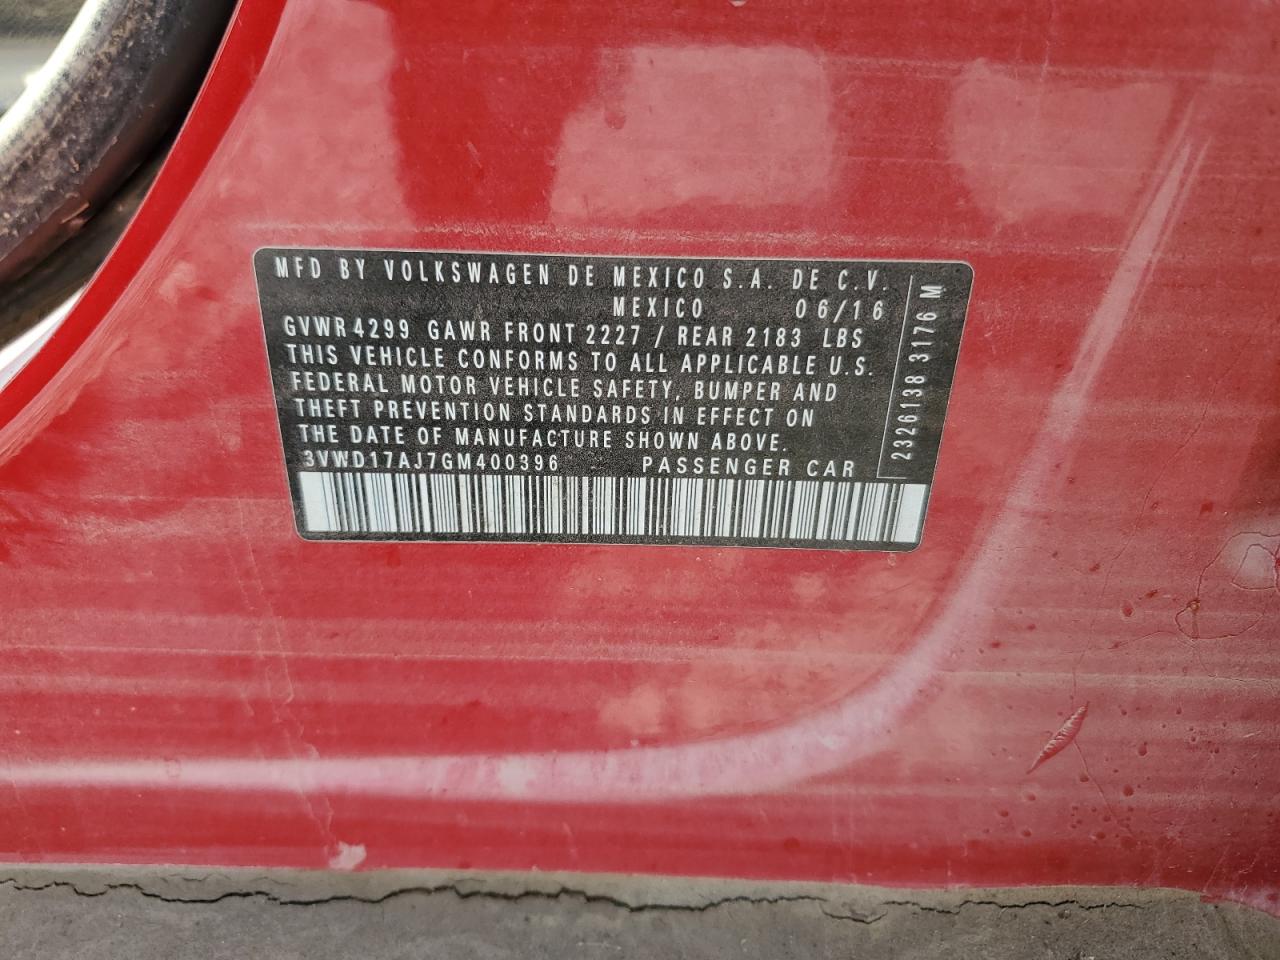 MFD BY VOLKSWAGEN DE MEXICO S.A. DE C.V.
MEXICO 06/16
GVWR 4299 GAWR FRONT 2227 / REAR 2183 LBS
THIS VEHICLE CONFORMS TO ALL APPLICABLE U.S.
FEDERAL MOTOR VEHICLE SAFETY, BUMPER AND
THEFT PREVENTION STANDARDS IN EFFECT ON
THE DATE OF MANUFACTURE SHOWN ABOVE.
3VWD17AJ7GM400396 PASSENGER CAR
2326138 3176 M